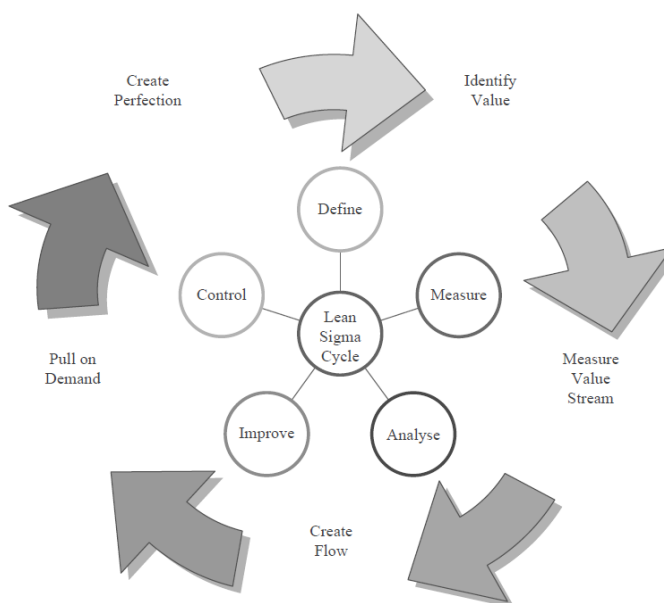 Create
Perfection
Identify
Value
Define
Control
Measure
Lean
Sigma
Cycle
Pull on
Demand
Measure
Value
Stream
Improve
Analyse
Create
Flow